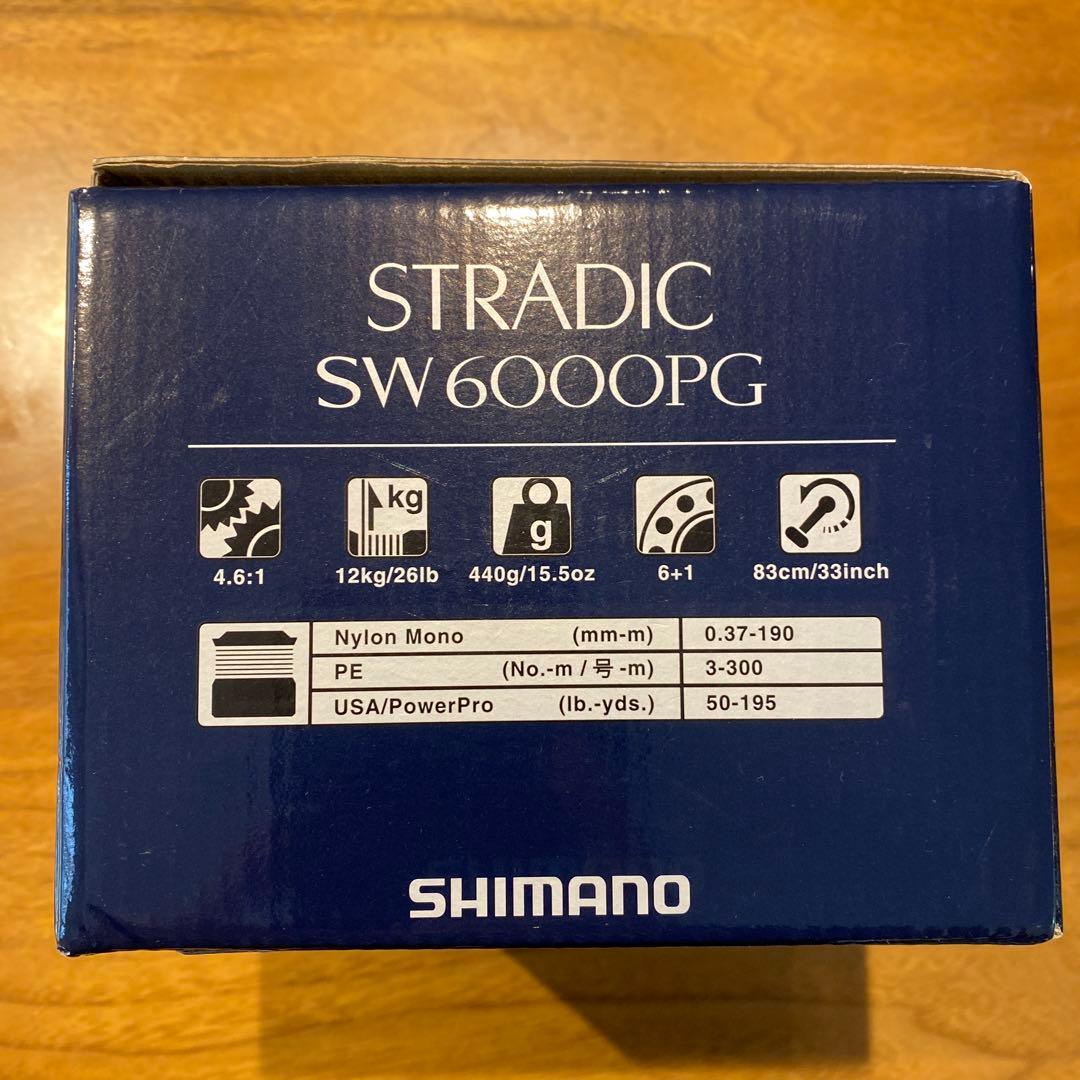 STRADIC
SW 6000PG
kg
g
4.6:1 12kg/26lb 440g/15.5oz 6+1 83cm/33inch
Nylon Mono (mm-m) 0.37-190
PE (No.-m / 号 -m) 3-300
USA/PowerPro (lb.-yds.) 50-195
SHIMANO